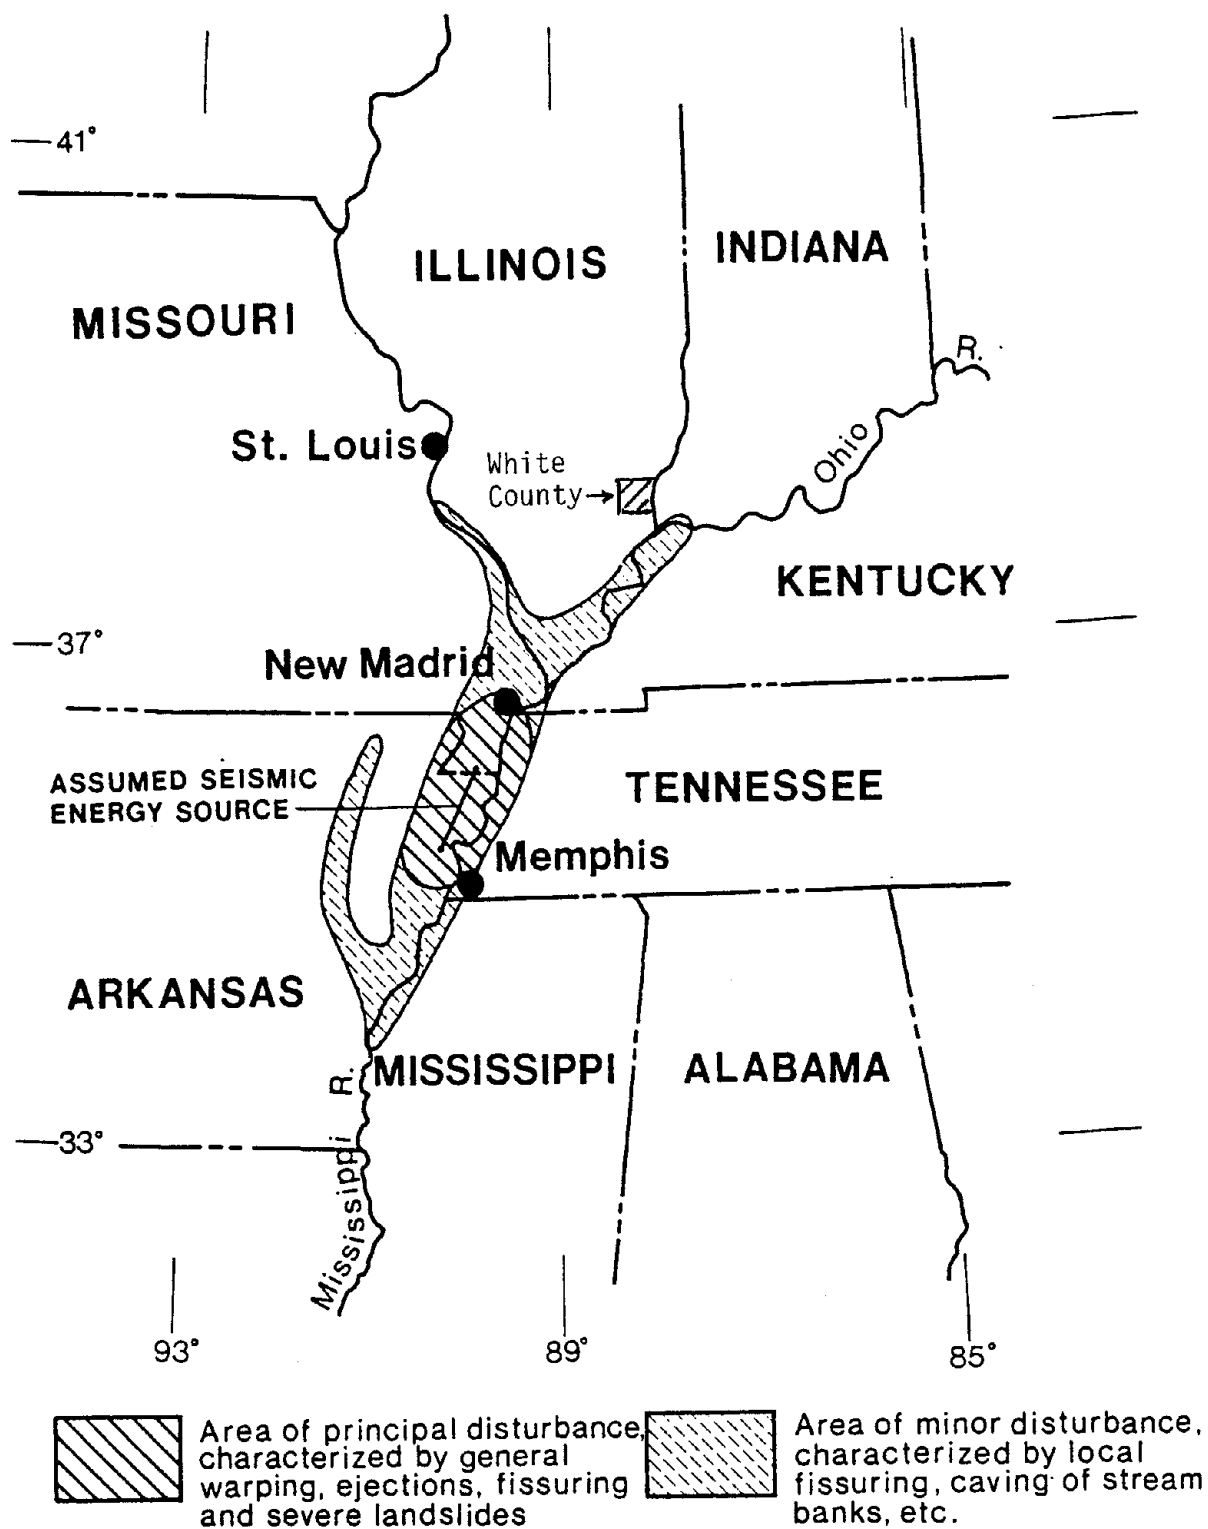 41°
ILLINOIS
INDIANA
MISSOURI
R.
St. Louis
White
County
Ohio
KENTUCKY
37°
New Madrid
ASSUMED SEISMIC
ENERGY SOURCE
TENNESSEE
Memphis
ARKANSAS
MISSISSIPPI
ALABAMA
33°
Mississippi R.
93°
89°
85°
Area of principal disturbance,
characterized by general
warping, ejections, fissuring
and severe landslides
Area of minor disturbance,
characterized by local
fissuring, caving of stream
banks, etc.